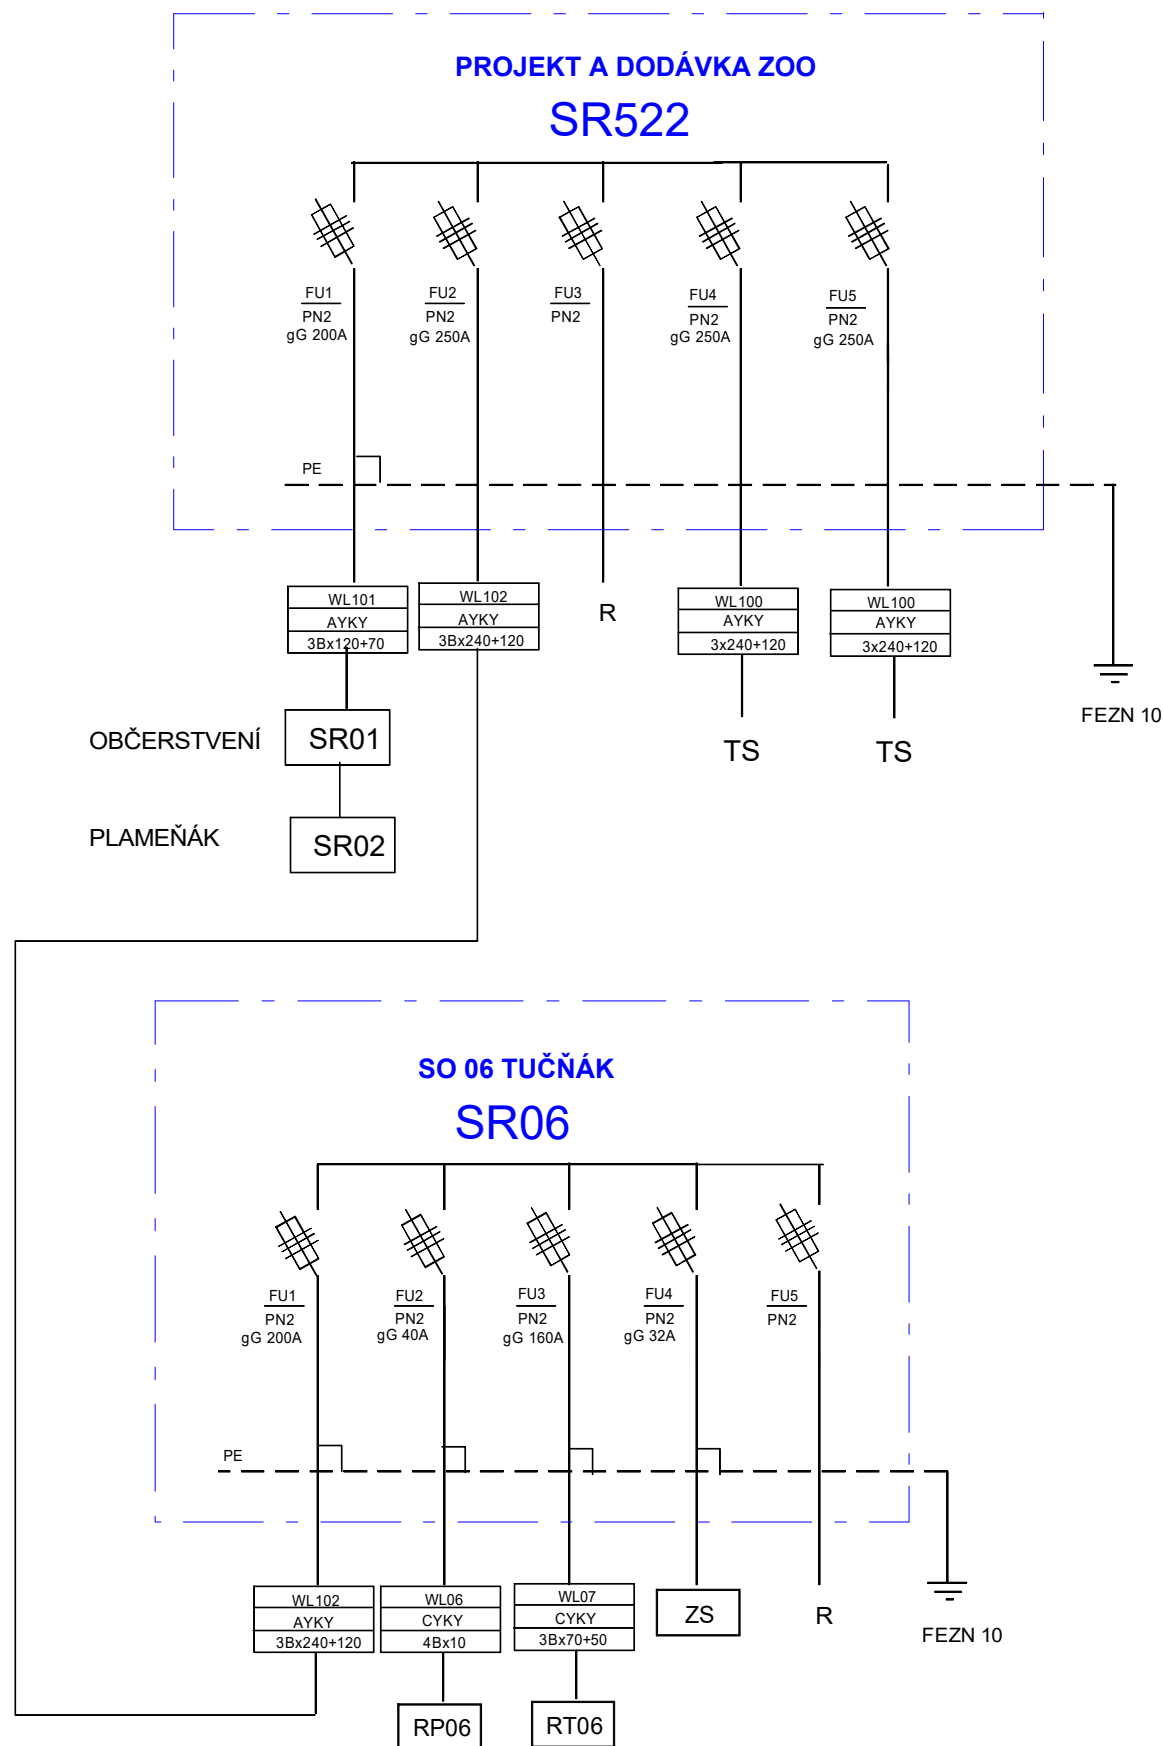 PROJEKT A DODÁVKA ZOO
SR522
FU1
PN2
gG 200A
FU2
PN2
gG 250A
FU3
PN2
FU4
PN2
gG 250A
FU5
PN2
gG 250A
PE
WL101
AYKY
3Bx120+70
WL102
AYKY
3Bx240+120
R
WL100
AYKY
3x240+120
WL100
AYKY
3x240+120
FEZN 10
OBČERSTVENÍ
SR01
TS
TS
PLAMEŇÁK
SR02
SO 06 TUČŇÁK
SR06
FU1
PN2
gG 200A
FU2
PN2
gG 40A
FU3
PN2
gG 160A
FU4
PN2
gG 32A
FU5
PN2
PE
WL102
AYKY
3Bx240+120
WL06
CYKY
4Bx10
WL07
CYKY
3Bx70+50
ZS
R
FEZN 10
RP06
RT06